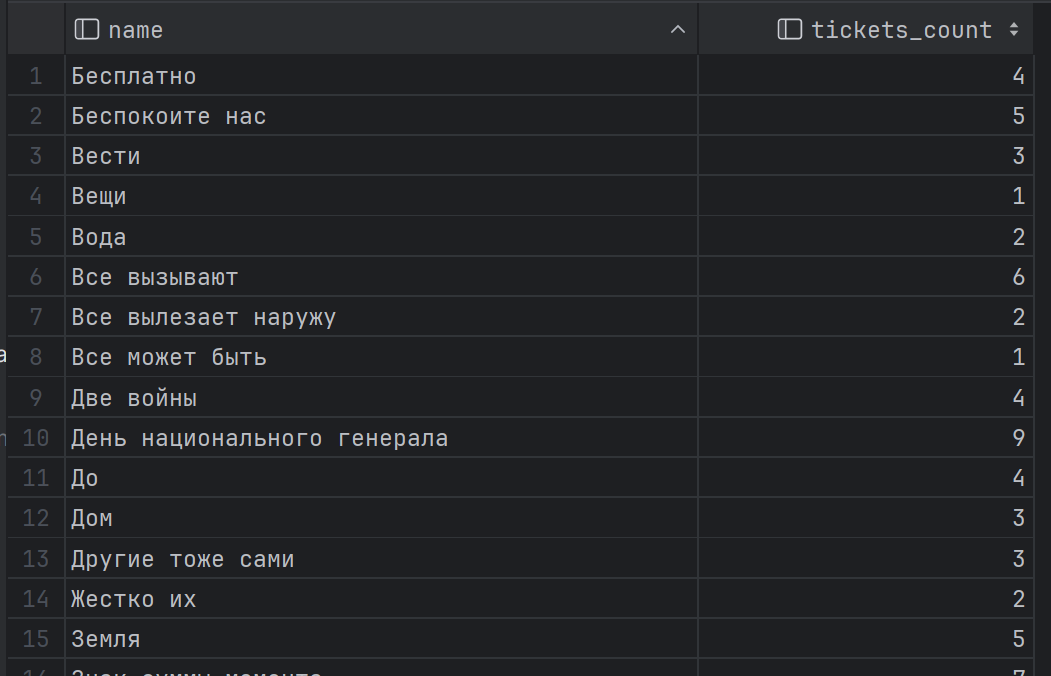 name tickets_count
1 Бесплатно 4
2 Беспокоите нас 5
3 Вести 3
4 Вещи 1
5 Вода 2
6 Все вызывают 6
7 Все вылезает наружу 2
8 Все может быть 1
9 Две войны 4
10 День национального генерала 9
11 До 4
12 Дом 3
13 Другие тоже сами 3
14 Жестко их 2
15 Земля 5